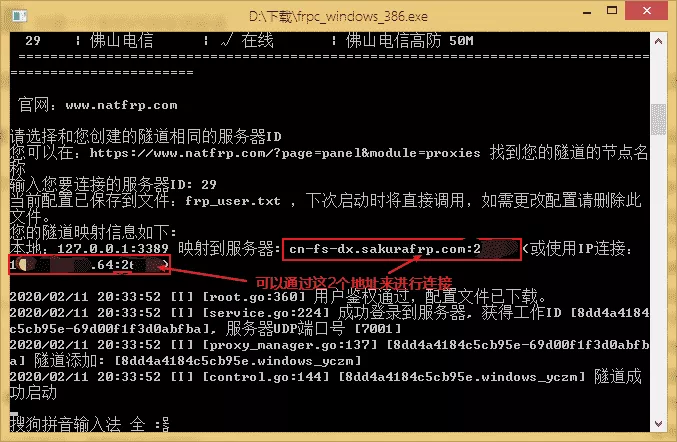 D:\下载\frpc_windows_386.exe
29 | 佛山电信 | √ 在线 | 佛山电信高防 50M
==============================================================================
=======================
官网：www.natfrp.com
请选择和您创建的隧道相同的服务器ID
您可以在：https://www.natfrp.com/?page=panel&module=proxies 找到您的隧道的节点名
称
输入您要连接的服务器ID: 29
当前配置已保存到文件：frp_user.txt ，下次启动时将直接调用，如需更改配置请删除此
文件。
您的隧道映射信息如下：
本地：127.0.0.1:3389 映射到服务器：cn-fs-dx.sakurafrp.com:2 (或使用IP连接：
1 .64:26 )
可以通过这2个地址来进行连接
2020/02/11 20:33:52 [I] [root.go:360] 用户鉴权通过，配置文件已下载。
2020/02/11 20:33:52 [I] [service.go:224] 成功登录到服务器，获得工作ID [8dd4a4184
c5cb95e-69d00f1f3d0abfba]，服务器UDP端口号 [7001]
2020/02/11 20:33:52 [I] [proxy_manager.go:137] [8dd4a4184c5cb95e-69d00f1f3d0abfb
a] 隧道添加：[8dd4a4184c5cb95e.windows_yczm]
2020/02/11 20:33:52 [I] [control.go:144] [8dd4a4184c5cb95e.windows_yczm] 隧道成
功启动
搜狗拼音输入法 全 :